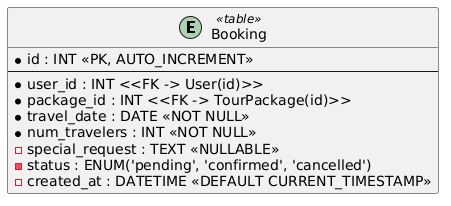 E «table»
Booking
id : INT «PK, AUTO_INCREMENT»
user_id : INT <<FK -> User(id)>>
package_id : INT <<FK -> TourPackage(id)>>
travel_date : DATE «NOT NULL»
num_travelers : INT «NOT NULL»
special_request : TEXT «NULLABLE»
status : ENUM('pending', 'confirmed', 'cancelled')
created_at : DATETIME «DEFAULT CURRENT_TIMESTAMP»